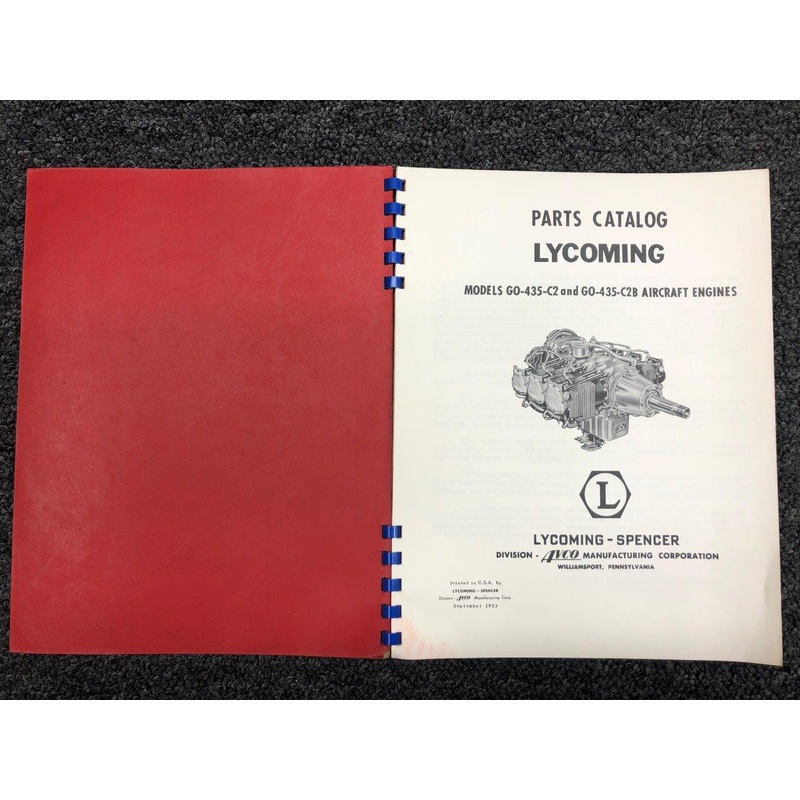 PARTS CATALOG
LYCOMING
MODELS GO-435-C2 and GO-435-C2B AIRCRAFT ENGINES
L
LYCOMING - SPENCER
DIVISION - AVCO MANUFACTURING CORPORATION
WILLIAMSPORT, PENNSYLVANIA
Printed in U.S.A. By
LYCOMING - SPENCER
Division - AVCO Manufacturing Corp.
September